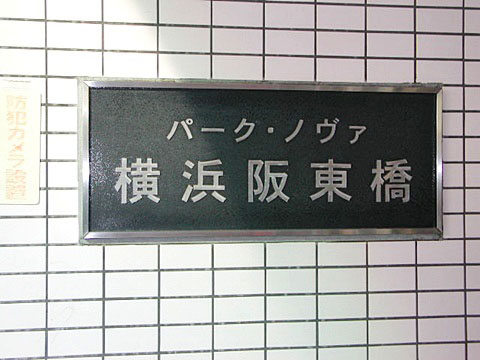 パーク・ノヴァ
横浜阪東橋
防犯カメラ設置